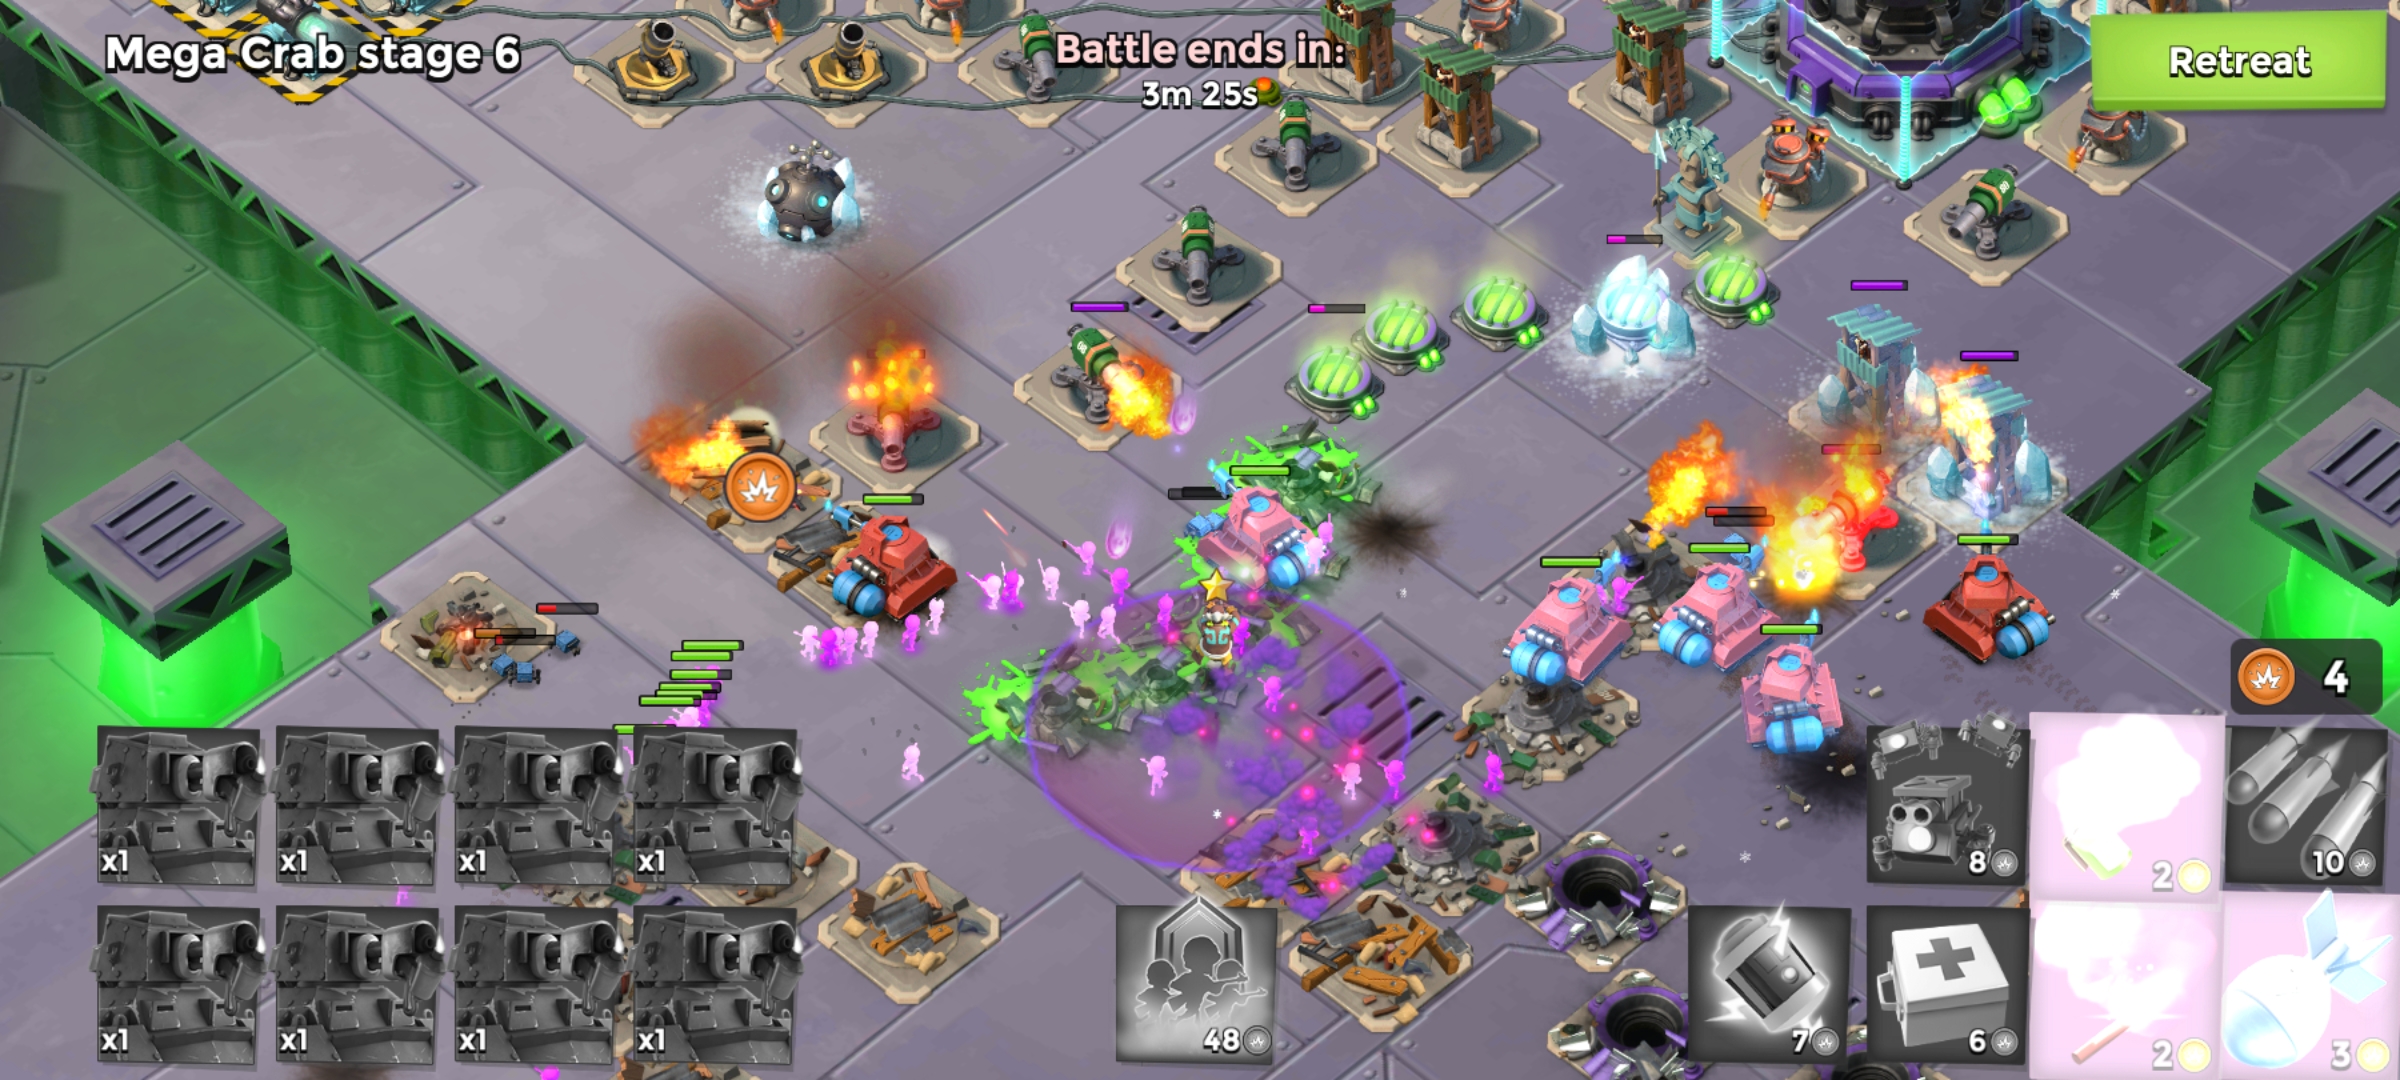 Mega Crab stage 6
Battle ends in:
3m 25s
Retreat
4
x1
x1
x1
x1
8
2
10
x1
x1
x1
x1
48
7
6
2
3